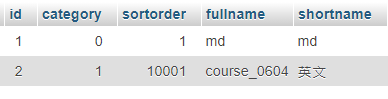 id category sortorder fullname shortname
1 0 1 md md
2 1 10001 course_0604 英文